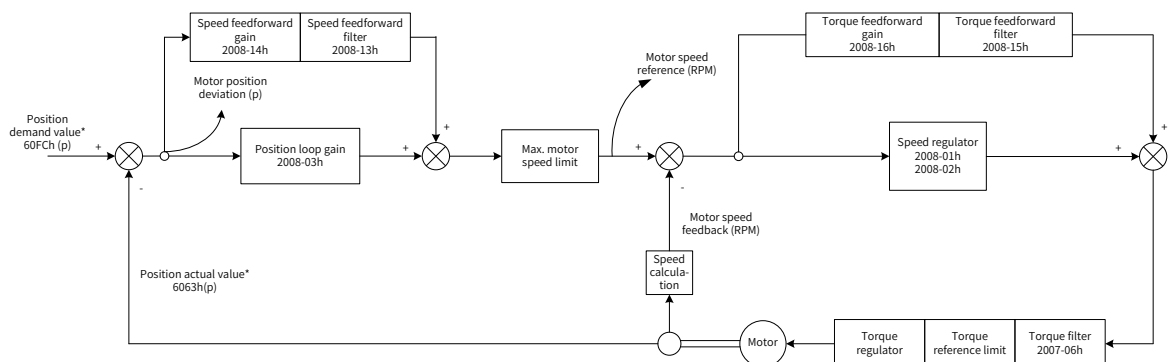 Speed feedforward
gain
2008-14h
Speed feedforward
filter
2008-13h
Torque feedforward
gain
2008-16h
Torque feedforward
filter
2008-15h
Motor position
deviation (p)
Motor speed
reference (RPM)
Position
demand value*
60FCh (p)
+
+
+
+
+
+
+
Position loop gain
2008-03h
Max. motor
speed limit
Speed regulator
2008-01h
2008-02h
-
-
Motor speed
feedback (RPM)
Position actual value*
6063h(p)
Speed
calcula-
tion
Motor
Torque
regulator
Torque
reference limit
Torque filter
2007-06h